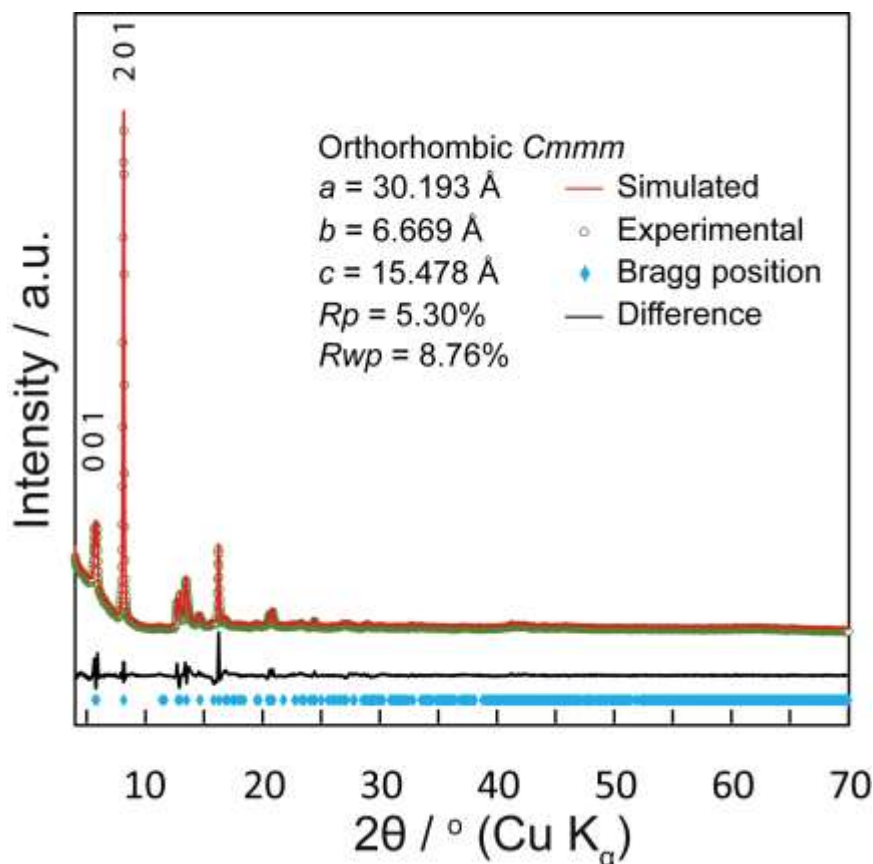 2 0 1
0 0 1
Orthorhombic Cmmm
a = 30.193 Å
b = 6.669 Å
c = 15.478 Å
Rp = 5.30%
Rwp = 8.76%
Simulated
Experimental
Bragg position
Difference
Intensity / a.u.
10 20 30 40 50 60 70
2θ / ° (Cu Kα)